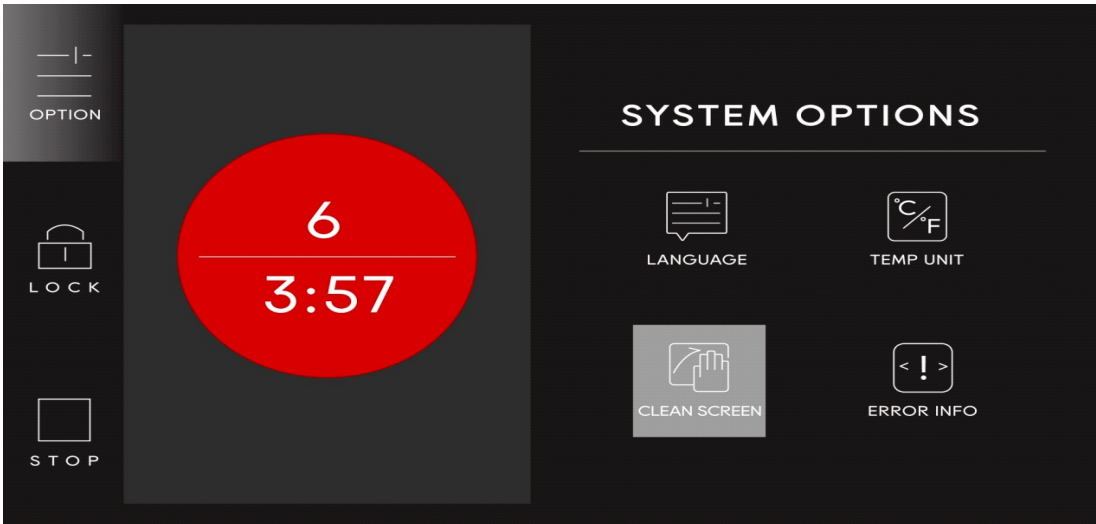 OPTION
LOCK
STOP
6
3:57
SYSTEM OPTIONS
LANGUAGE
TEMP UNIT
°C/°F
CLEAN SCREEN
ERROR INFO
< ! >